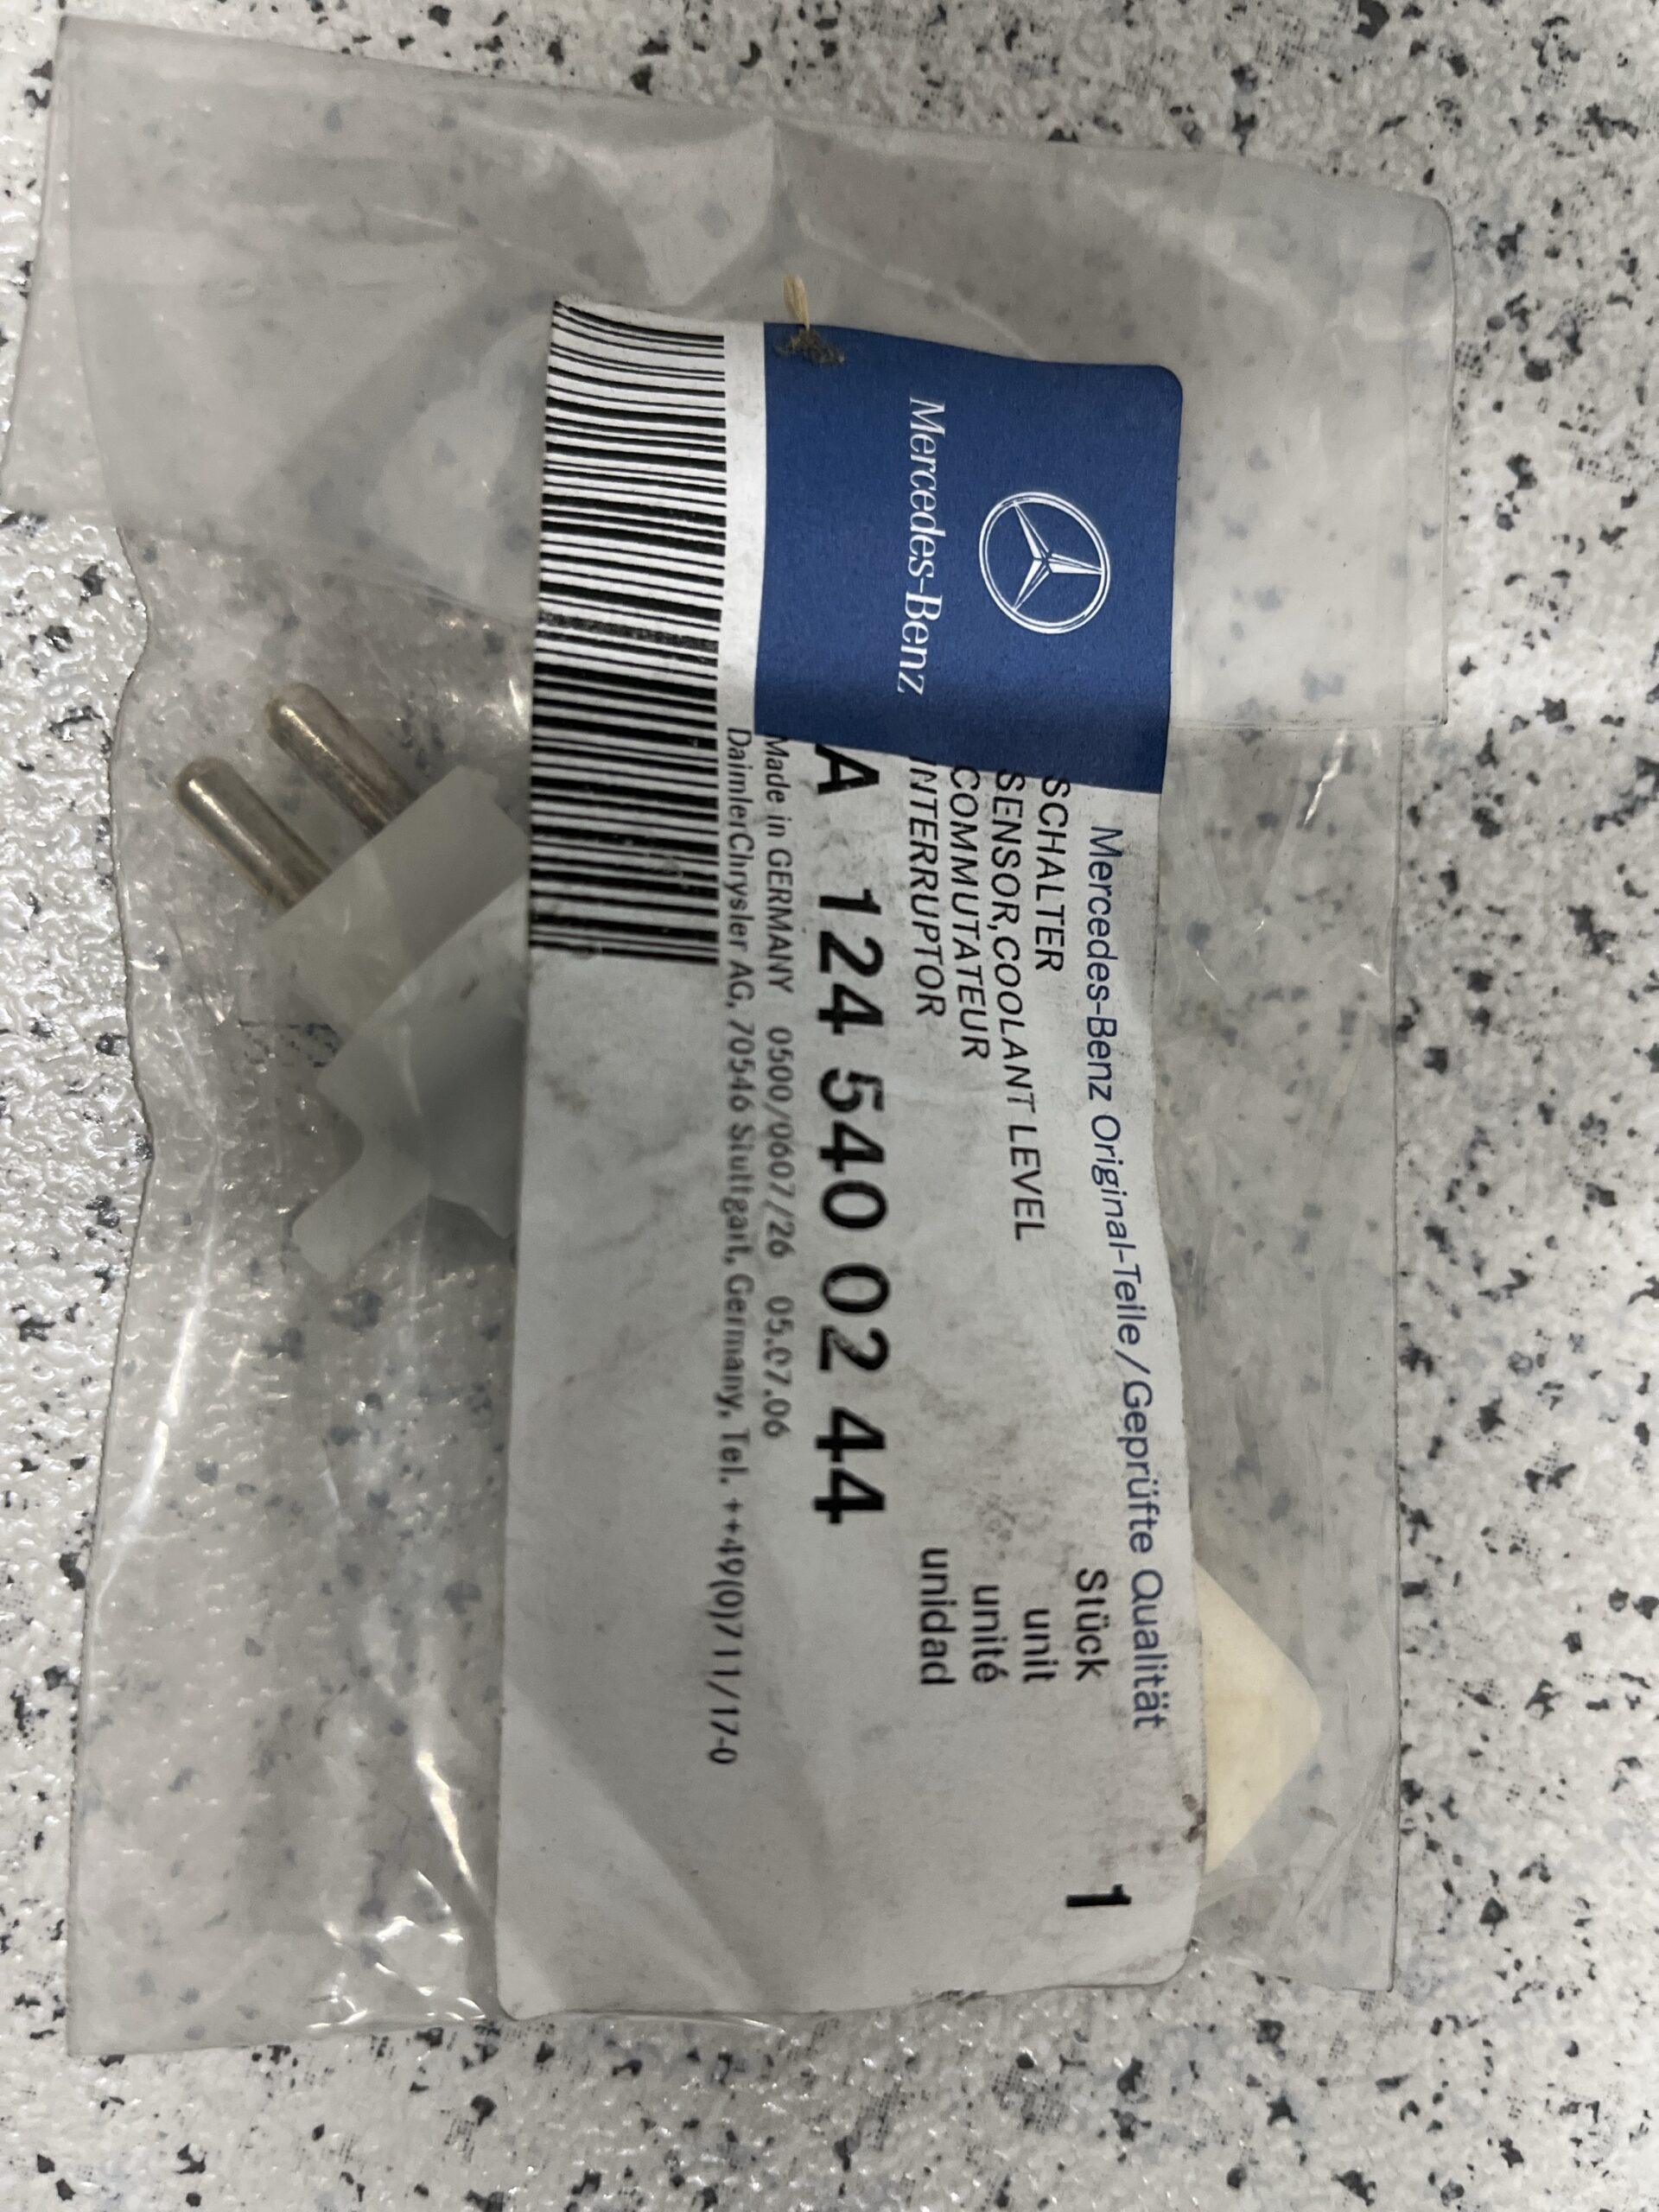 Mercedes-Benz
Mercedes-Benz Original-Teile/Geprüfte Qualität
SCHALTER Stück 1
SENSOR,COOLANT LEVEL unit
COMMUTATEUR unité
INTERRUPTOR unidad
A 124 540 02 44
Made in GERMANY 0500/0607/26 05.07.06
DaimlerChrysler AG, 70546 Stuttgart, Germany, Tel. ++49(0)711/17-0